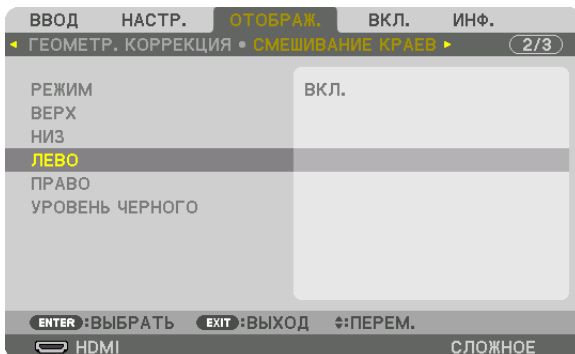 ВВОД НАСТР. ОТОБРАЖ. ВКЛ. ИНФ.
ГЕОМЕТР. КОРРЕКЦИЯ • СМЕШИВАНИЕ КРАЕВ 2/3
РЕЖИМ ВКЛ.
ВЕРХ
НИЗ
ЛЕВО
ПРАВО
УРОВЕНЬ ЧЕРНОГО
ENTER :ВЫБРАТЬ EXIT :ВЫХОД :ПЕРЕМ.
HDMI СЛОЖНОЕ